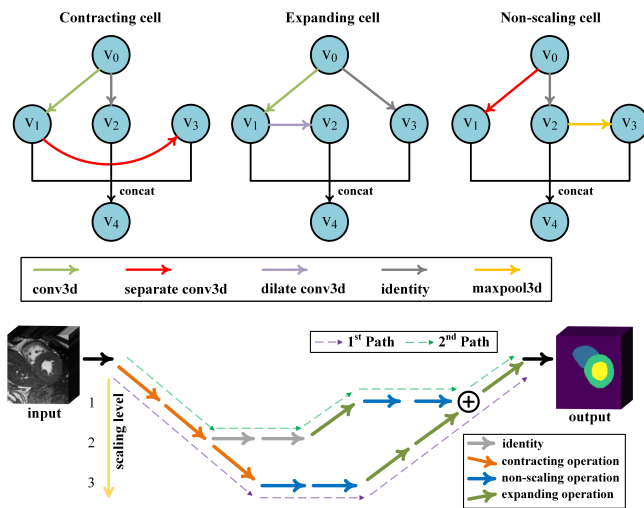 Contracting cell Expanding cell Non-scaling cell
v0 v0 v0
v1 v2 v3 v1 v2 v3 v1 v2 v3
concat concat concat
v4 v4 v4
conv3d separate conv3d dilate conv3d identity maxpool3d
1st Path 2nd Path
input
scaling level
1
2
3
output
identity
contracting operation
non-scaling operation
expanding operation